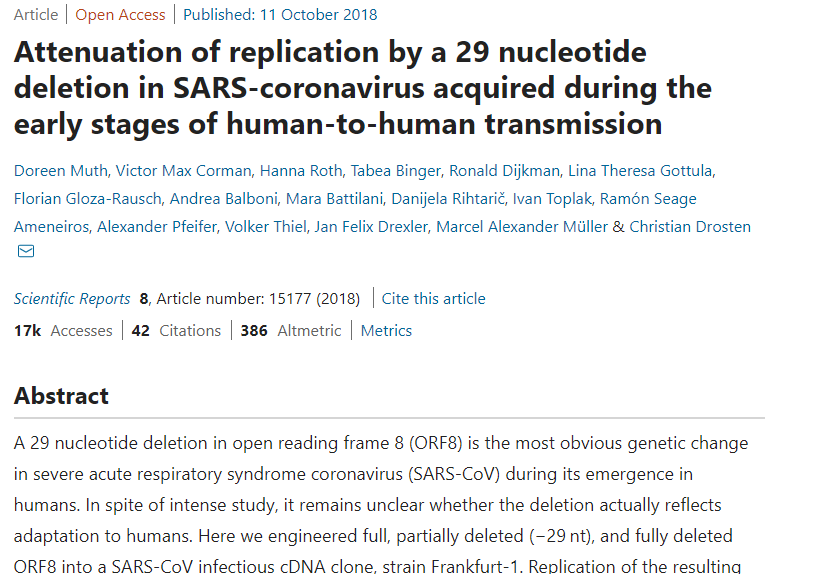 Article | Open Access | Published: 11 October 2018
Attenuation of replication by a 29 nucleotide
deletion in SARS-coronavirus acquired during the
early stages of human-to-human transmission
Doreen Muth, Victor Max Corman, Hanna Roth, Tabea Binger, Ronald Dijkman, Lina Theresa Gottula,
Florian Gloza-Rausch, Andrea Balboni, Mara Battilani, Danijela Rihtarič, Ivan Toplak, Ramón Seage
Ameneiros, Alexander Pfeifer, Volker Thiel, Jan Felix Drexler, Marcel Alexander Müller & Christian Drosten
Scientific Reports 8, Article number: 15177 (2018) | Cite this article
17k Accesses | 42 Citations | 386 Altmetric | Metrics
Abstract
A 29 nucleotide deletion in open reading frame 8 (ORF8) is the most obvious genetic change
in severe acute respiratory syndrome coronavirus (SARS-CoV) during its emergence in
humans. In spite of intense study, it remains unclear whether the deletion actually reflects
adaptation to humans. Here we engineered full, partially deleted (−29 nt), and fully deleted
ORF8 into a SARS-CoV infectious cDNA clone, strain Frankfurt-1. Replication of the resulting